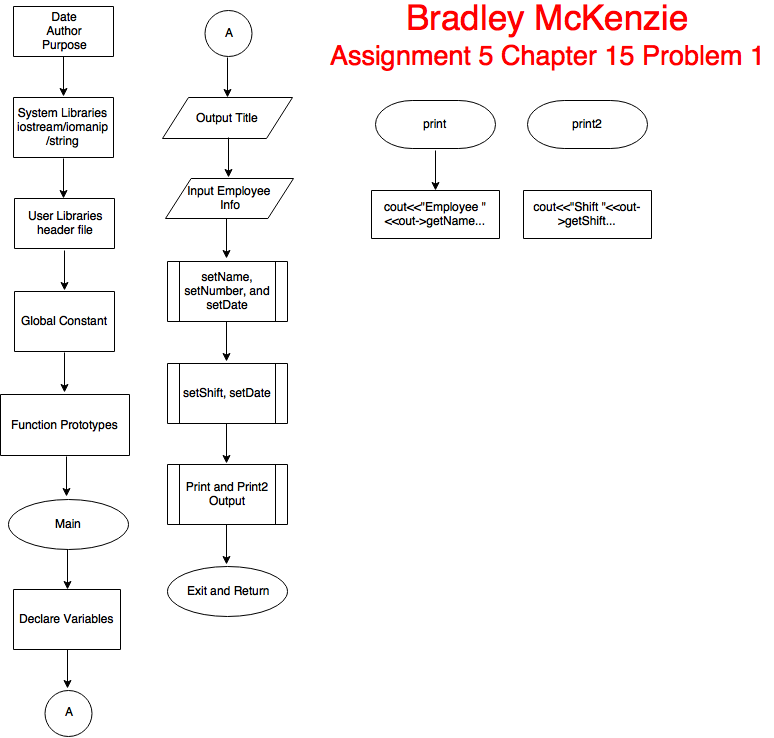 Bradley McKenzie
Assignment 5 Chapter 15 Problem 1
Date
Author
Purpose
System Libraries
iostream/iomanip
/string
User Libraries
header file
Global Constant
Function Prototypes
Main
Declare Variables
A
A
Output Title
Input Employee
Info
setName,
setNumber, and
setDate
setShift, setDate
Print and Print2
Output
Exit and Return
print
cout<<"Employee "
<<out->getName...
print2
cout<<"Shift "<<out-
>getShift...